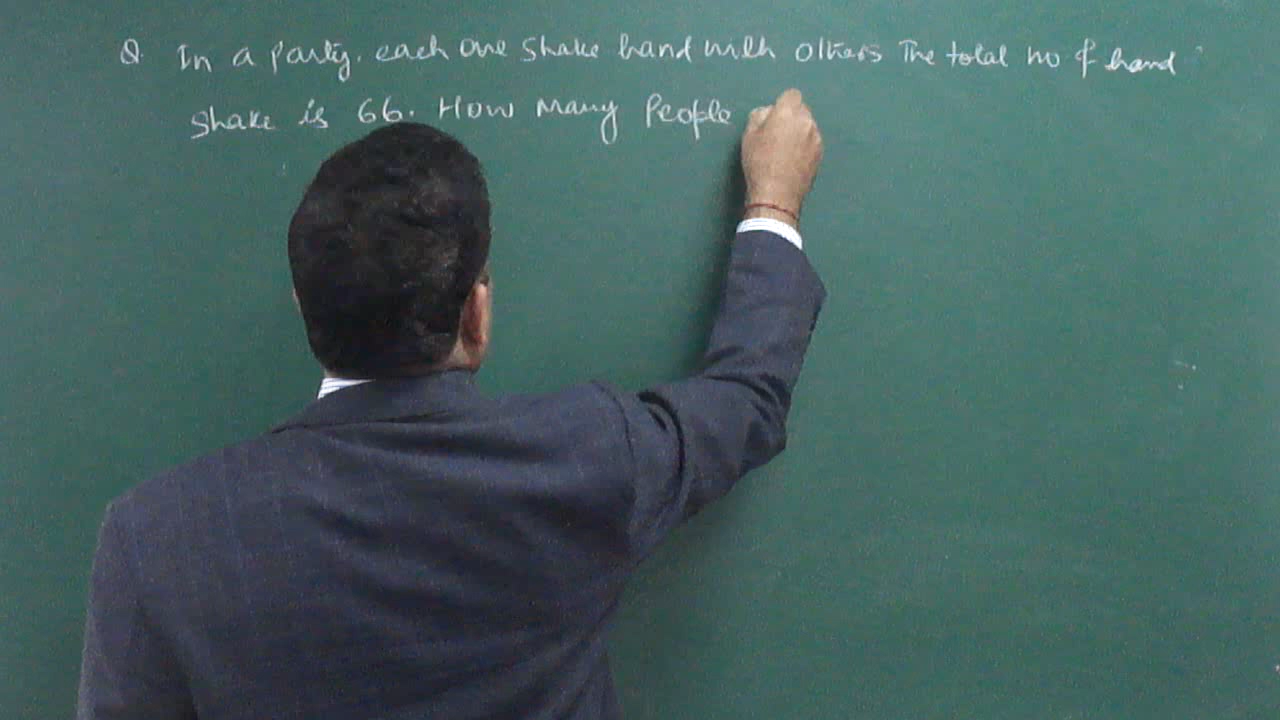 Q. In a party, each one shake hand with others The total no of hand
shake is 66. How many People